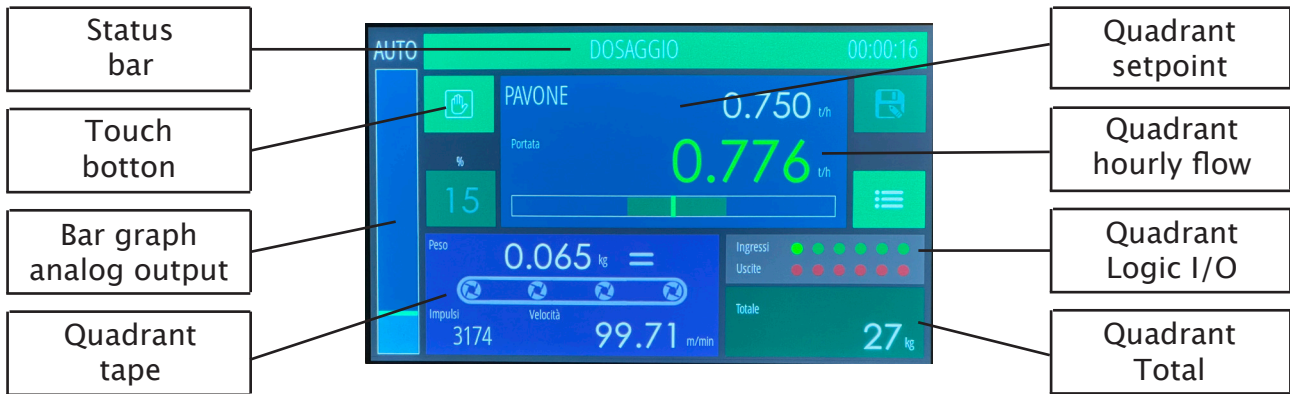 Status
bar
Touch
botton
Bar graph
analog output
Quadrant
tape
AUTO
DOSAGGIO 00:00:16
PAVONE
0.750 t/h
Portata
0.776 t/h
%
15
Peso
0.065 kg =
Impulsi
3174
Velocità
99.71 m/min
Ingressi
Uscite
Totale
27 kg
Quadrant
setpoint
Quadrant
hourly flow
Quadrant
Logic I/O
Quadrant
Total